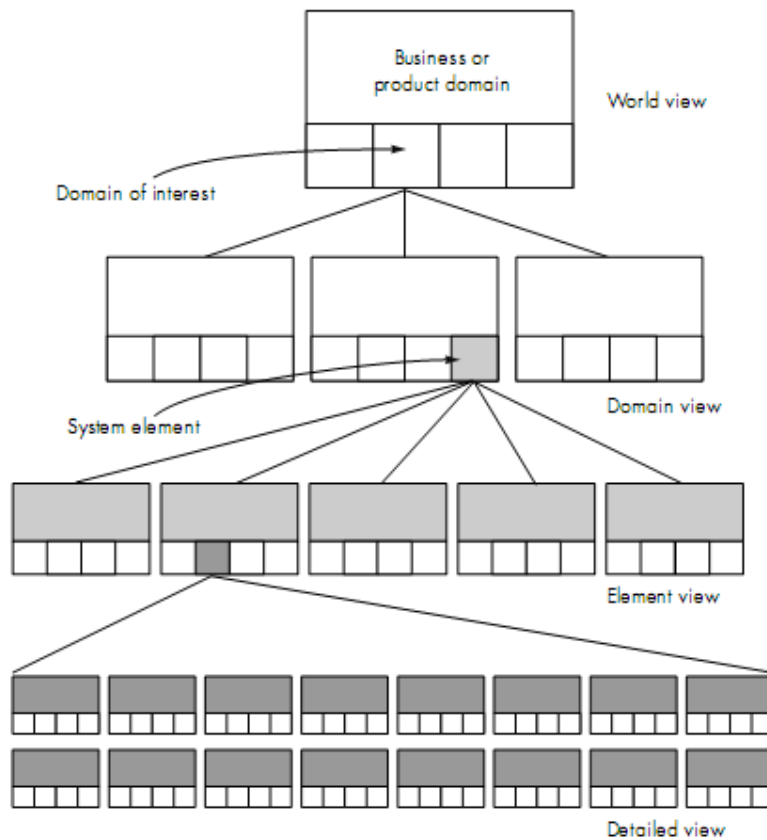 Business or
product domain
World view
Domain of interest
System element
Domain view
Element view
Detailed view